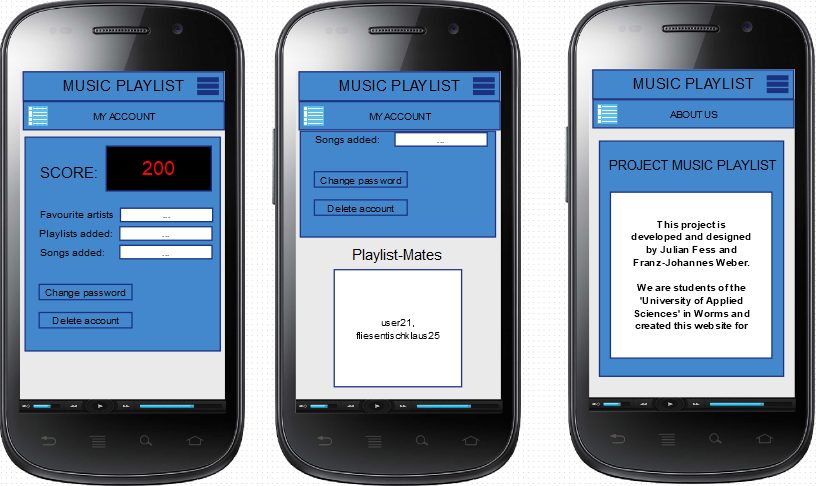 MUSIC PLAYLIST
MY ACCOUNT
SCORE: 200
Favourite artists ...
Playlists added: ...
Songs added: ...
Change password
Delete account
MUSIC PLAYLIST
MY ACCOUNT
Songs added: ...
Change password
Delete account
Playlist-Mates
user21,
fliesentischklaus25
MUSIC PLAYLIST
ABOUT US
PROJECT MUSIC PLAYLIST
This project is
developed and designed
by Julian Fess and
Franz-Johannes Weber.
We are students of the
'University of Applied
Sciences' in Worms and
created this website for